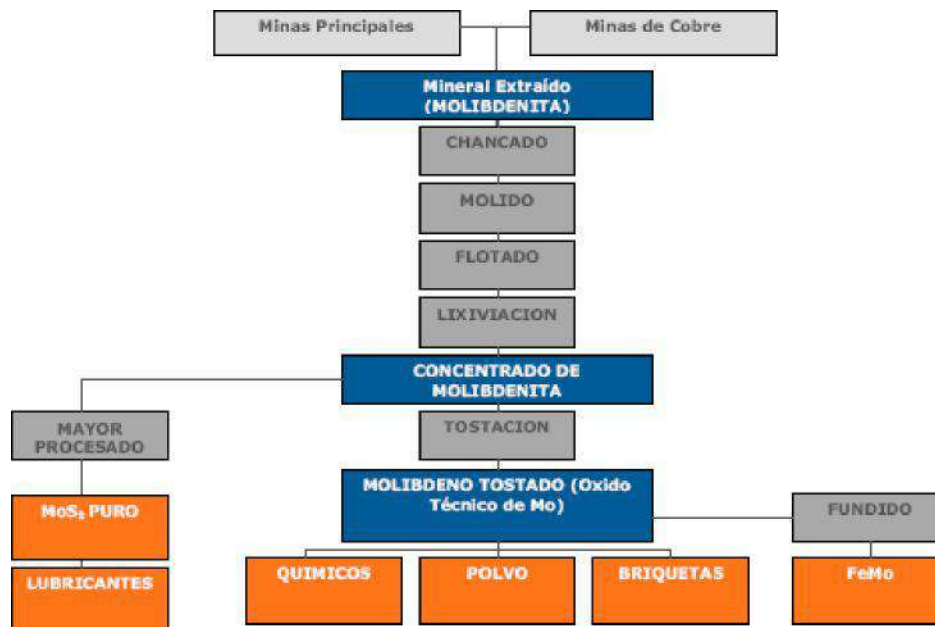 Minas Principales
Minas de Cobre
Mineral Extraído
(MOLIBDENITA)
CHANCADO
MOLIDO
FLOTADO
LIXIVIACION
CONCENTRADO DE
MOLIBDENITA
MAYOR
PROCESADO
TOSTACION
MOLIBDENO TOSTADO (Oxido
Técnico de Mo)
MoS₂ PURO
FUNDIDO
LUBRICANTES
QUIMICOS
POLVO
BRIQUETAS
FeMo